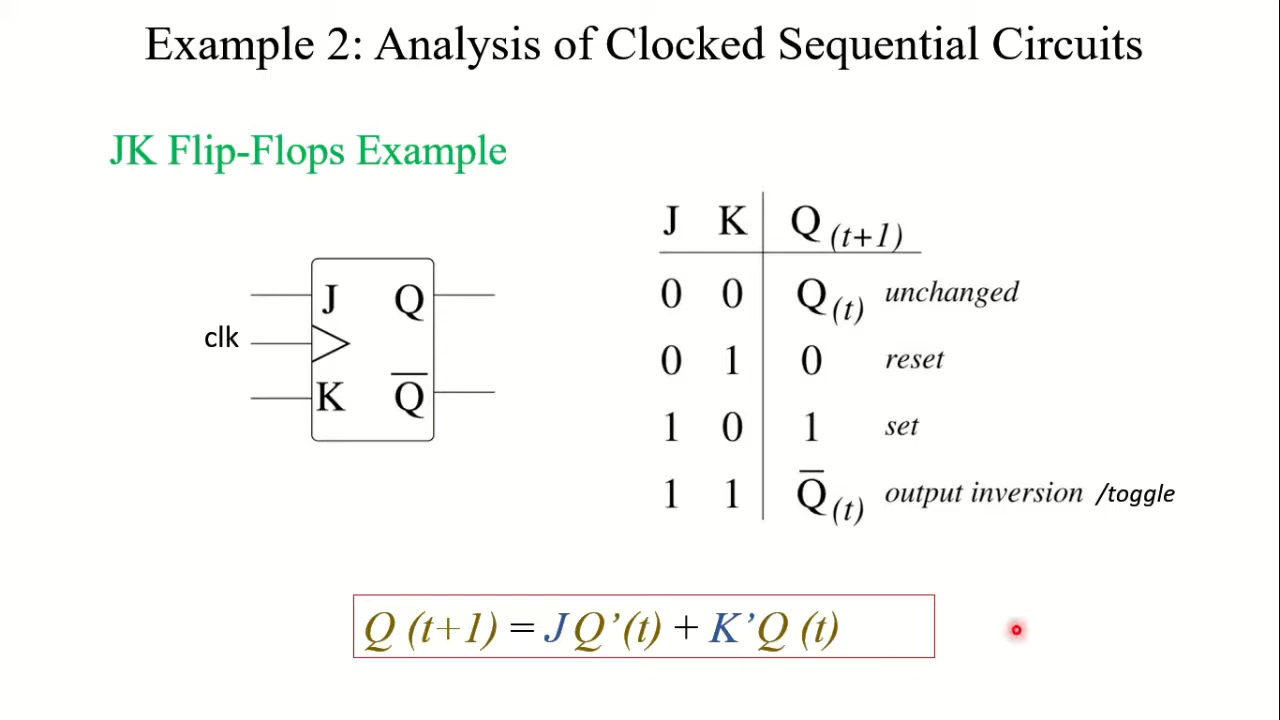 Example 2: Analysis of Clocked Sequential Circuits
JK Flip-Flops Example
J K Q (t+1)
0 0 Q (t) unchanged
0 1 0 reset
1 0 1 set
1 1 Q̅ (t) output inversion /toggle
J Q
clk
K Q̅
Q (t+1) = J Q’(t) + K’Q (t)